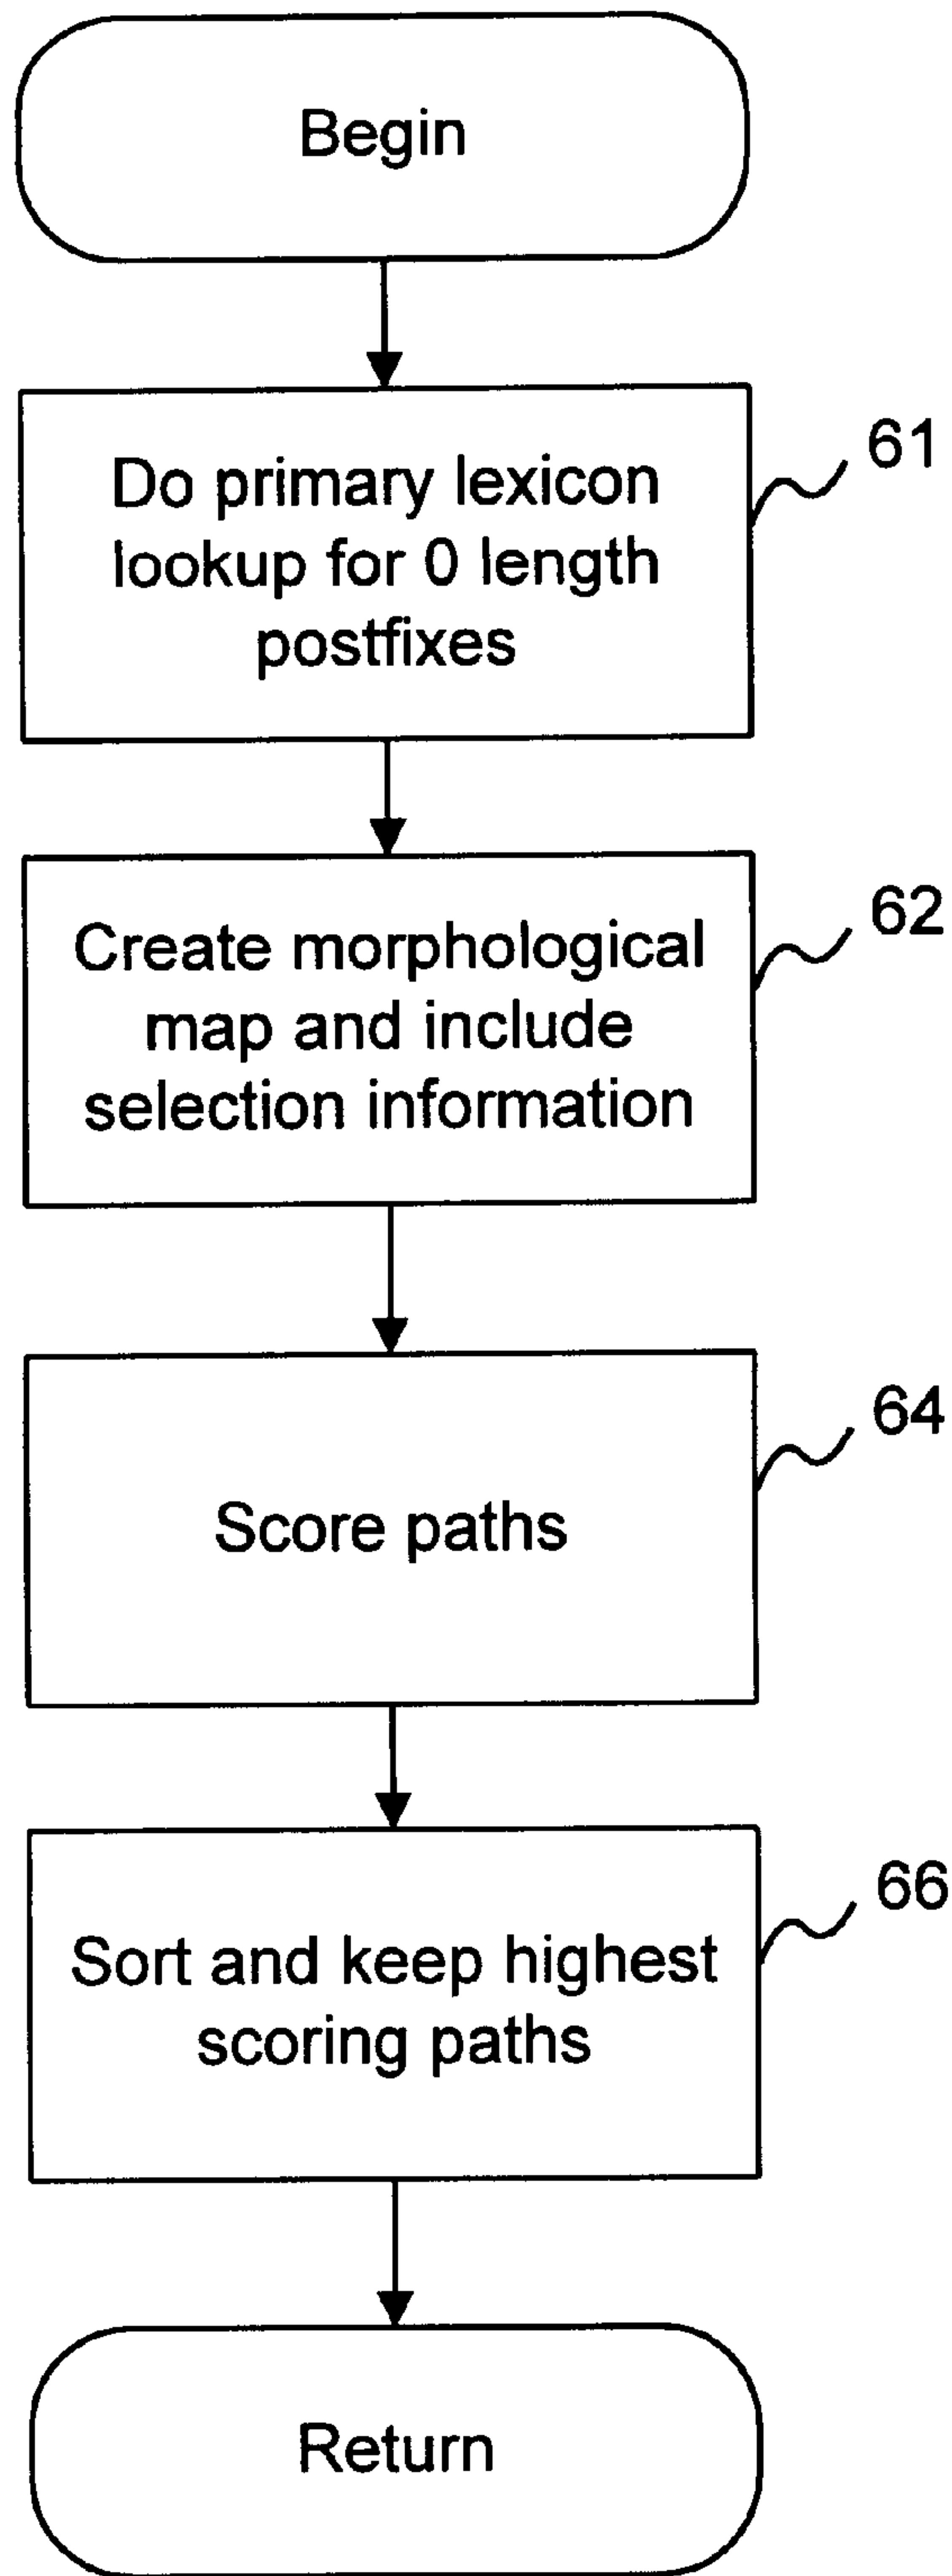 Begin
Do primary lexicon
lookup for 0 length
postfixes
61
Create morphological
map and include
selection information
62
Score paths
64
Sort and keep highest
scoring paths
66
Return